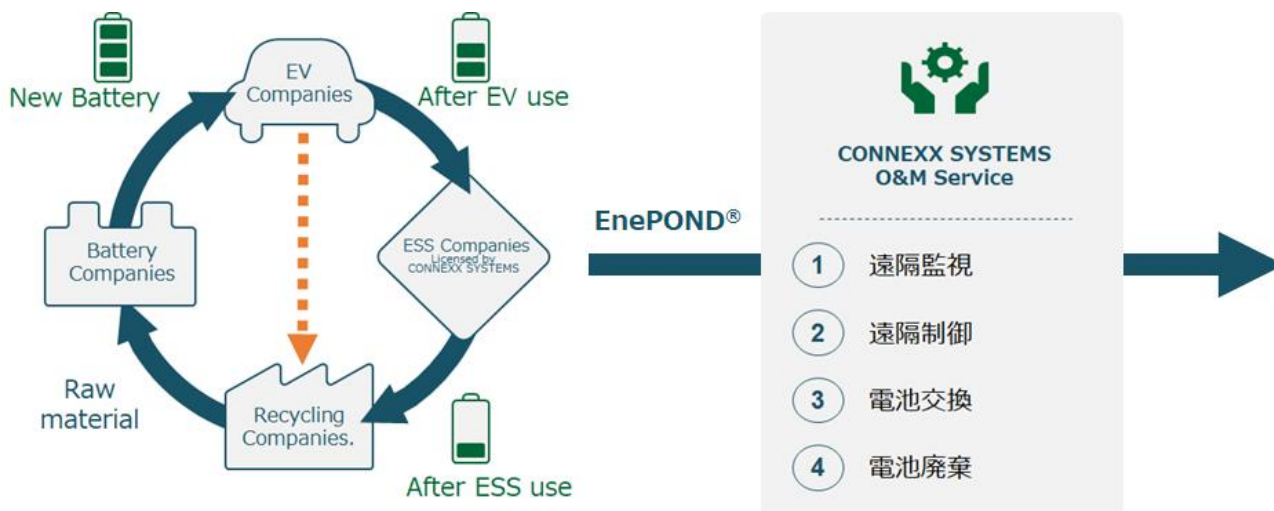 New Battery
EV
Companies
After EV use
Battery
Companies
ESS Companies
Licensed by
CONNEXX SYSTEMS
Raw
material
Recycling
Companies.
After ESS use
EnePOND®
CONNEXX SYSTEMS
O&M Service
1 遠隔監視
2 遠隔制御
3 電池交換
4 電池廃棄